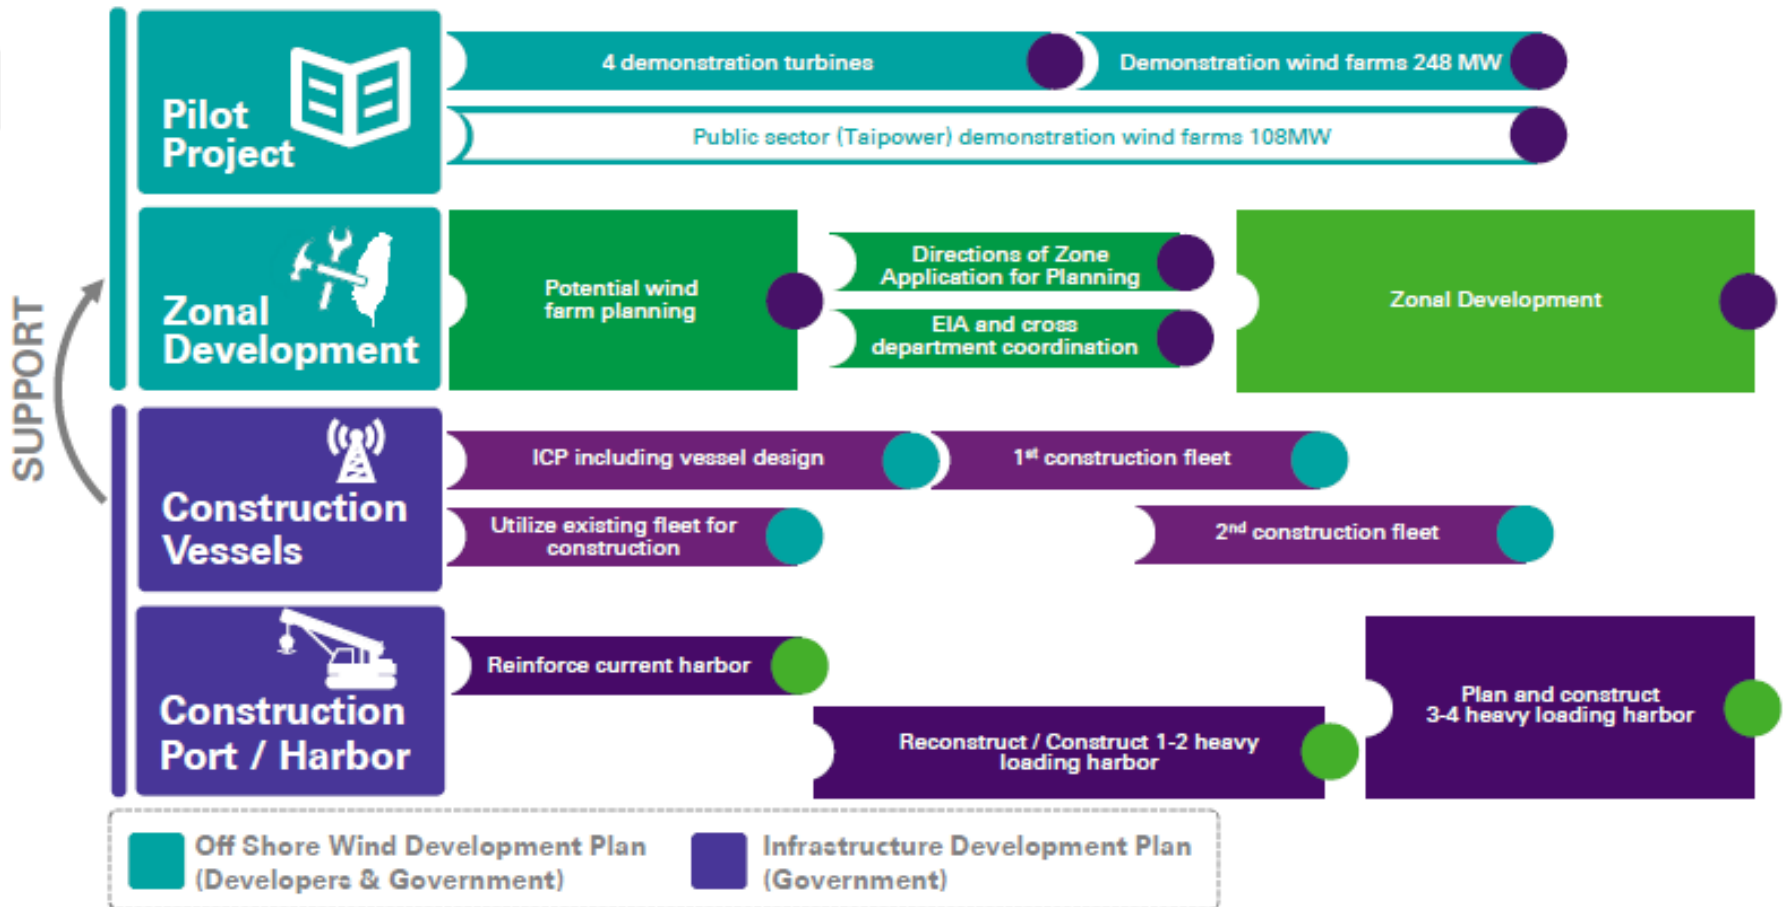 SUPPORT
Pilot
Project
4 demonstration turbines
Demonstration wind farms 248 MW
Public sector (Taipower) demonstration wind farms 108MW
Zonal
Development
Potential wind
farm planning
Directions of Zone
Application for Planning
EIA and cross
department coordination
Zonal Development
Construction
Vessels
ICP including vessel design
1st construction fleet
Utilize existing fleet for
construction
2nd construction fleet
Construction
Port / Harbor
Reinforce current harbor
Reconstruct / Construct 1-2 heavy
loading harbor
Plan and construct
3-4 heavy loading harbor
Off Shore Wind Development Plan
(Developers & Government)
Infrastructure Development Plan
(Government)